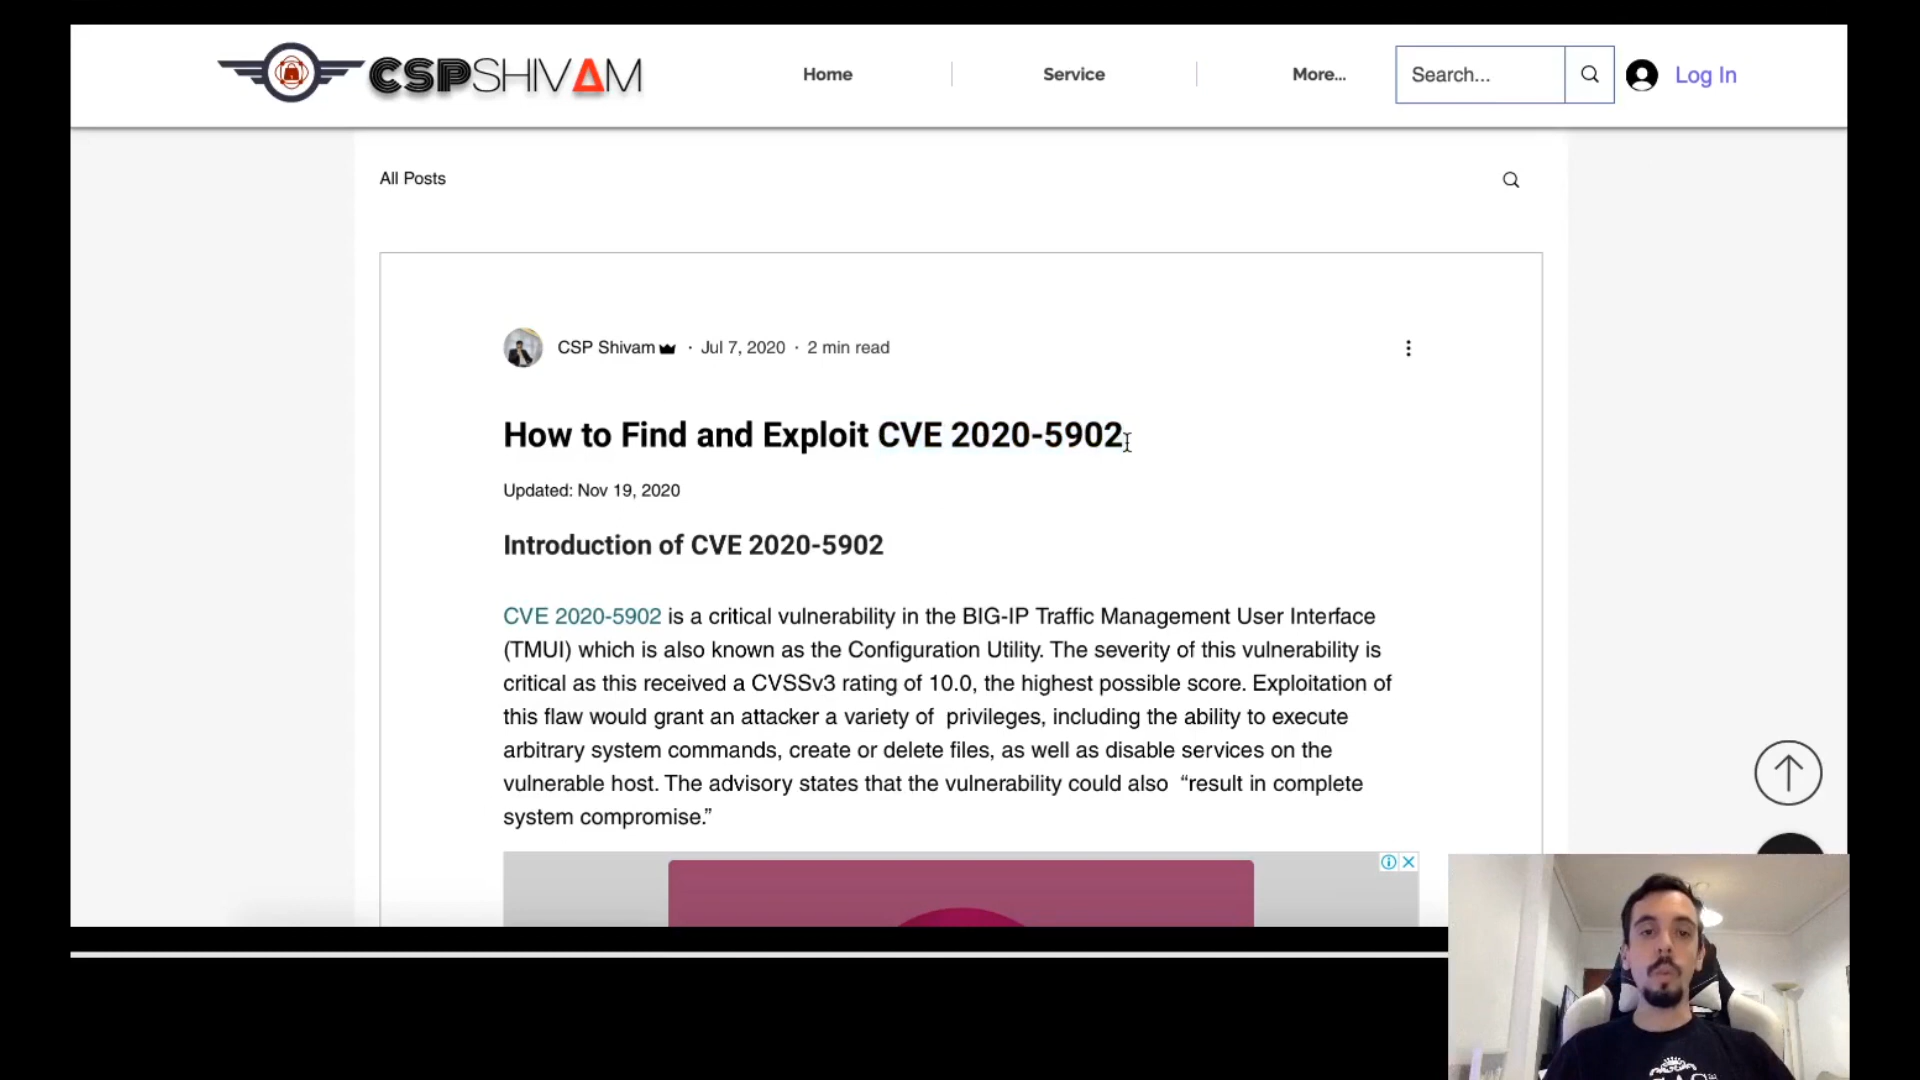 CSPSHIVAM
Home
Service
More...
Search...
Log In
All Posts
CSP Shivam · Jul 7, 2020 · 2 min read
How to Find and Exploit CVE 2020-5902
Updated: Nov 19, 2020
Introduction of CVE 2020-5902
CVE 2020-5902 is a critical vulnerability in the BIG-IP Traffic Management User Interface
(TMUI) which is also known as the Configuration Utility. The severity of this vulnerability is
critical as this received a CVSSv3 rating of 10.0, the highest possible score. Exploitation of
this flaw would grant an attacker a variety of  privileges, including the ability to execute
arbitrary system commands, create or delete files, as well as disable services on the
vulnerable host. The advisory states that the vulnerability could also  “result in complete
system compromise.”